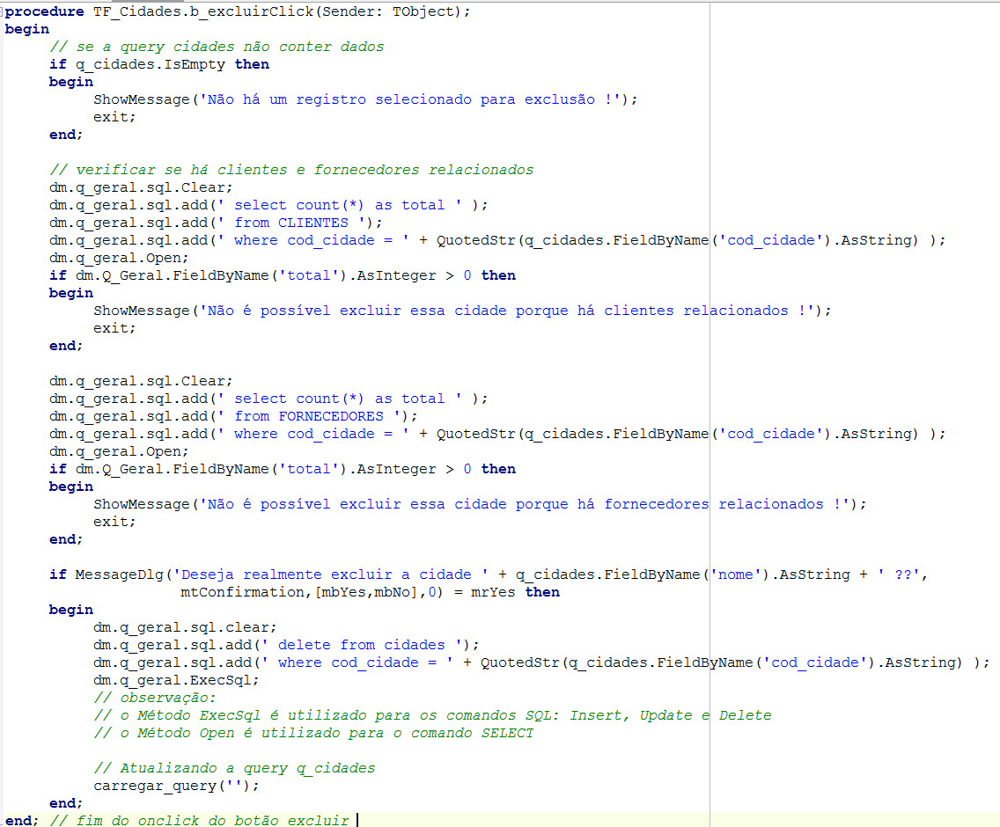 procedure TF_Cidades.b_excluirClick(Sender: TObject);
begin
// se a query cidades não conter dados
if q_cidades.IsEmpty then
begin
ShowMessage('Não há um registro selecionado para exclusão !');
exit;
end;
// verificar se há clientes e fornecedores relacionados
dm.q_geral.sql.Clear;
dm.q_geral.sql.add(' select count(*) as total ' );
dm.q_geral.sql.add(' from CLIENTES ');
dm.q_geral.sql.add(' where cod_cidade = ' + QuotedStr(q_cidades.FieldByName('cod_cidade').AsString) );
dm.q_geral.Open;
if dm.Q_Geral.FieldByName('total').AsInteger > 0 then
begin
ShowMessage('Não é possível excluir essa cidade porque há clientes relacionados !');
exit;
end;
dm.q_geral.sql.Clear;
dm.q_geral.sql.add(' select count(*) as total ' );
dm.q_geral.sql.add(' from FORNECEDORES ');
dm.q_geral.sql.add(' where cod_cidade = ' + QuotedStr(q_cidades.FieldByName('cod_cidade').AsString) );
dm.q_geral.Open;
if dm.Q_Geral.FieldByName('total').AsInteger > 0 then
begin
ShowMessage('Não é possível excluir essa cidade porque há fornecedores relacionados !');
exit;
end;
if MessageDlg('Deseja realmente excluir a cidade ' + q_cidades.FieldByName('nome').AsString + ' ??',
mtConfirmation,[mbYes,mbNo],0) = mrYes then
begin
dm.q_geral.sql.clear;
dm.q_geral.sql.add(' delete from cidades ');
dm.q_geral.sql.add(' where cod_cidade = ' + QuotedStr(q_cidades.FieldByName('cod_cidade').AsString) );
dm.q_geral.ExecSql;
// observação:
// o Método ExecSql é utilizado para os comandos SQL: Insert, Update e Delete
// o Método Open é utilizado para o comando SELECT
// Atualizando a query q_cidades
carregar_query('');
end;
end; // fim do onclick do botão excluir